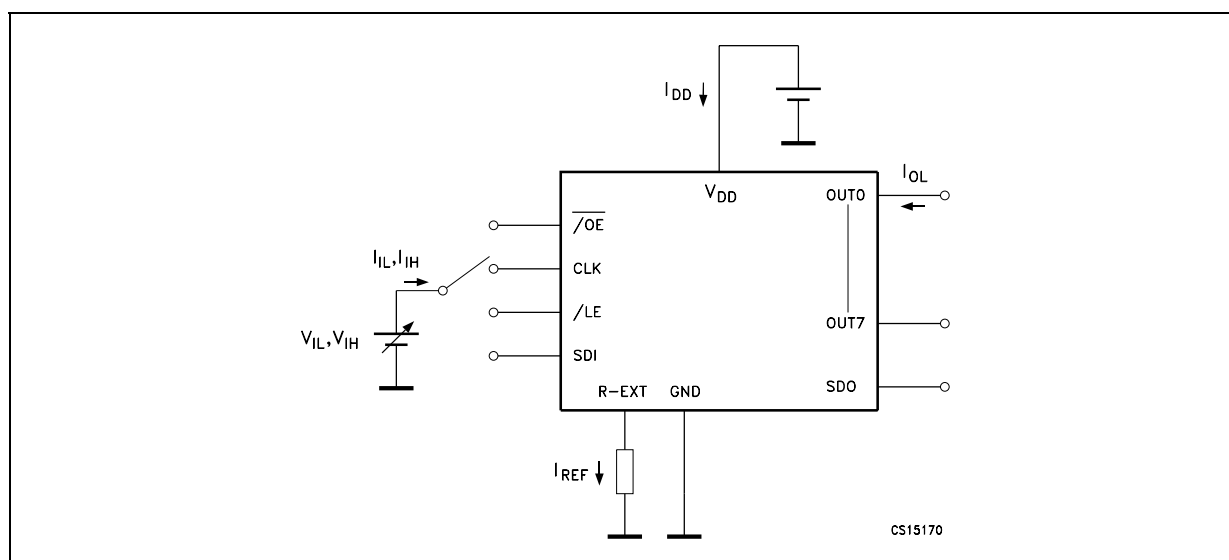 I_DD
V_DD
I_OL
OUT0
/OE
I_IL,I_IH
CLK
/LE
V_IL,V_IH
SDI
OUT7
SDO
R-EXT
GND
I_REF
CS15170